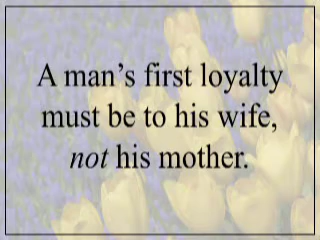 A man's first loyalty
must be to his wife,
not his mother.